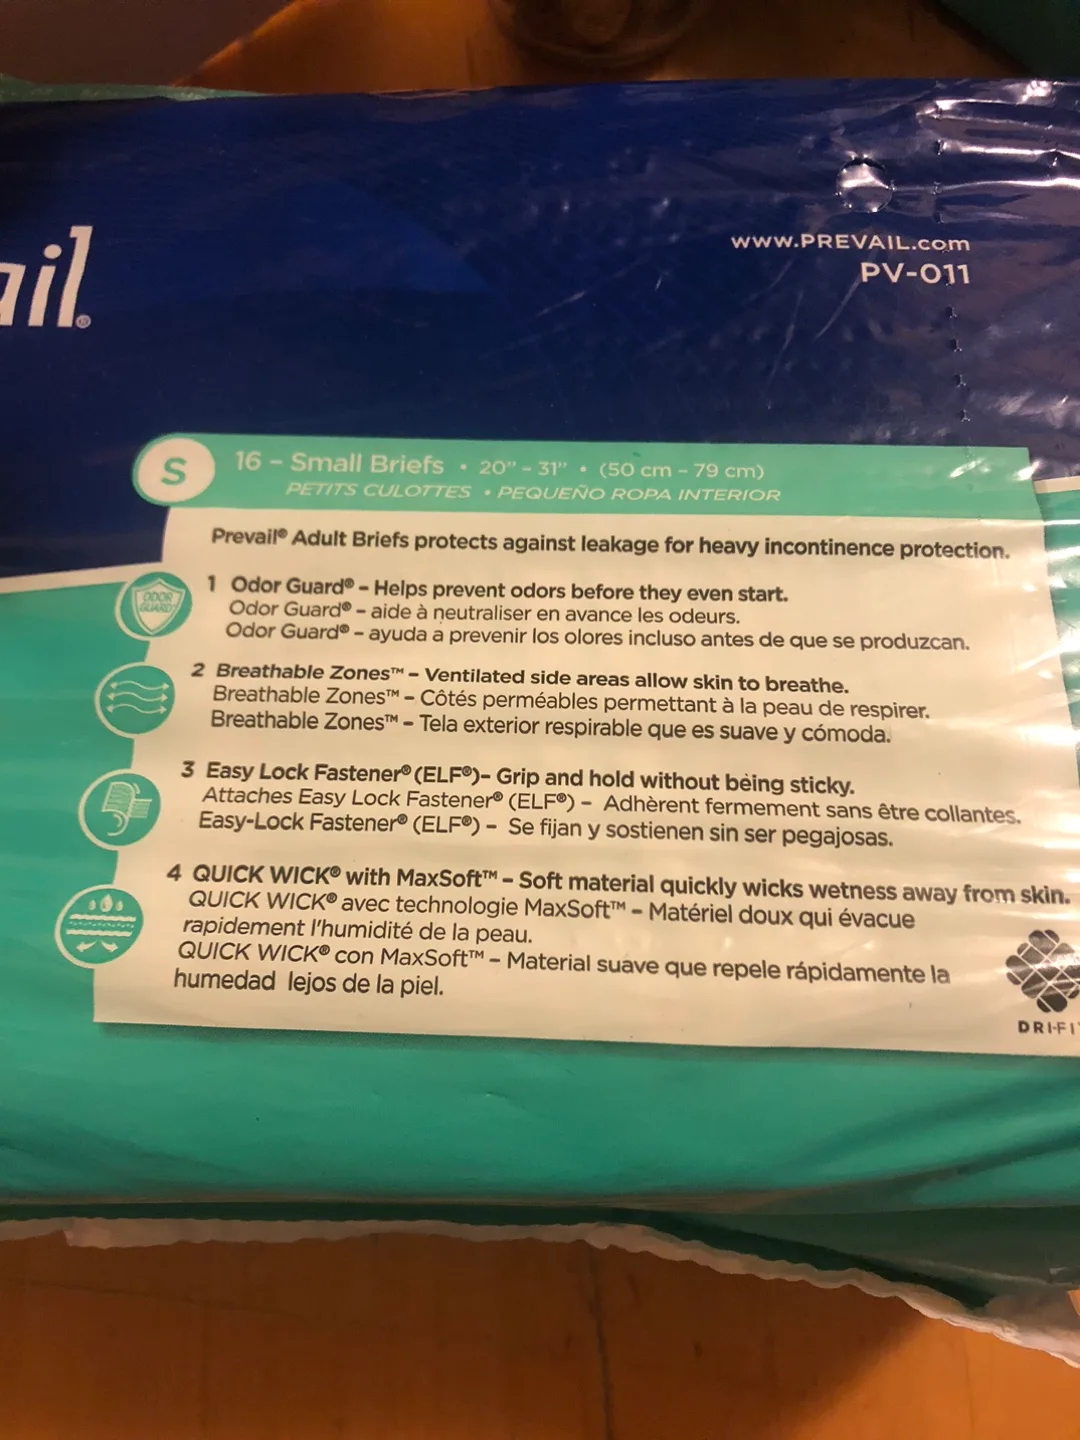 ail®
www.PREVAIL.com
PV-011
S
16 – Small Briefs • 20" – 31" • (50 cm – 79 cm)
PETITS CULOTTES • PEQUEÑO ROPA INTERIOR
Prevail® Adult Briefs protects against leakage for heavy incontinence protection.
ODOR
GUARD
1 Odor Guard® – Helps prevent odors before they even start.
Odor Guard® – aide à neutraliser en avance les odeurs.
Odor Guard® – ayuda a prevenir los olores incluso antes de que se produzcan.
2 Breathable Zones™ – Ventilated side areas allow skin to breathe.
Breathable Zones™ – Côtés perméables permettant à la peau de respirer.
Breathable Zones™ – Tela exterior respirable que es suave y cómoda.
3 Easy Lock Fastener® (ELF®)– Grip and hold without being sticky.
Attaches Easy Lock Fastener® (ELF®) – Adhèrent fermement sans être collantes.
Easy-Lock Fastener® (ELF®) – Se fijan y sostienen sin ser pegajosas.
4 QUICK WICK® with MaxSoft™ – Soft material quickly wicks wetness away from skin.
QUICK WICK® avec technologie MaxSoft™ – Matériel doux qui évacue
rapidement l'humidité de la peau.
QUICK WICK® con MaxSoft™ – Material suave que repele rápidamente la
humedad lejos de la piel.
DRI-FI